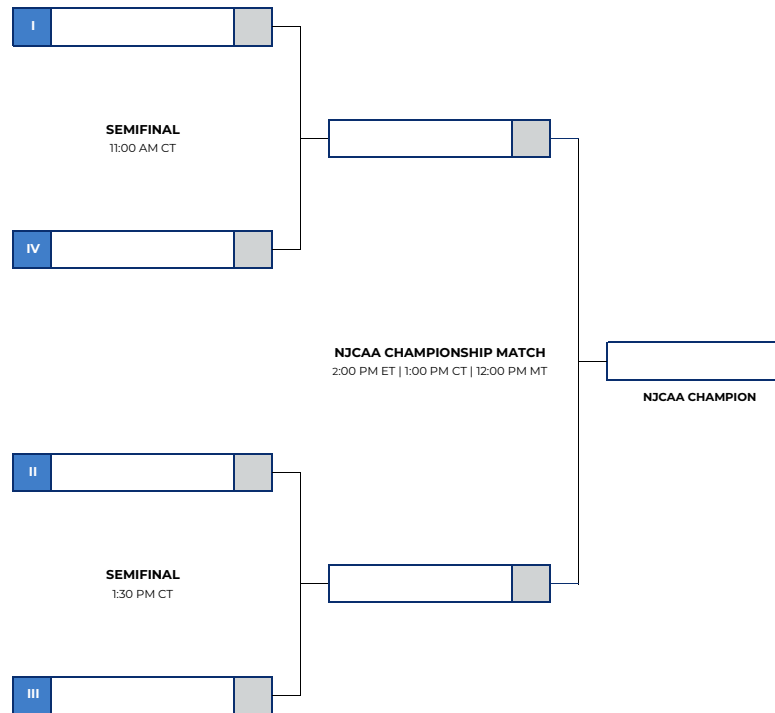 I
SEMIFINAL
11:00 AM CT
IV
NJCAA CHAMPIONSHIP MATCH
2:00 PM ET | 1:00 PM CT | 12:00 PM MT
NJCAA CHAMPION
II
SEMIFINAL
1:30 PM CT
III